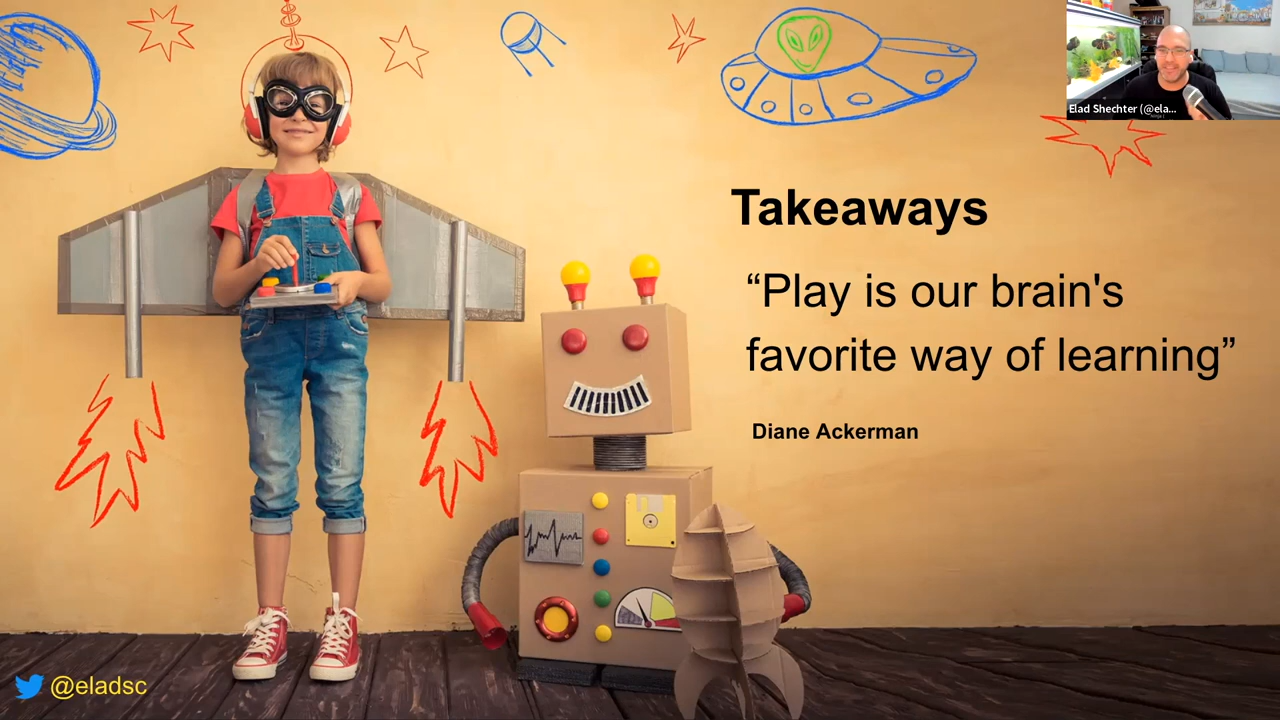 Elad Shechter (@ela...
Takeaways
“Play is our brain's
favorite way of learning”
Diane Ackerman
@eladsc